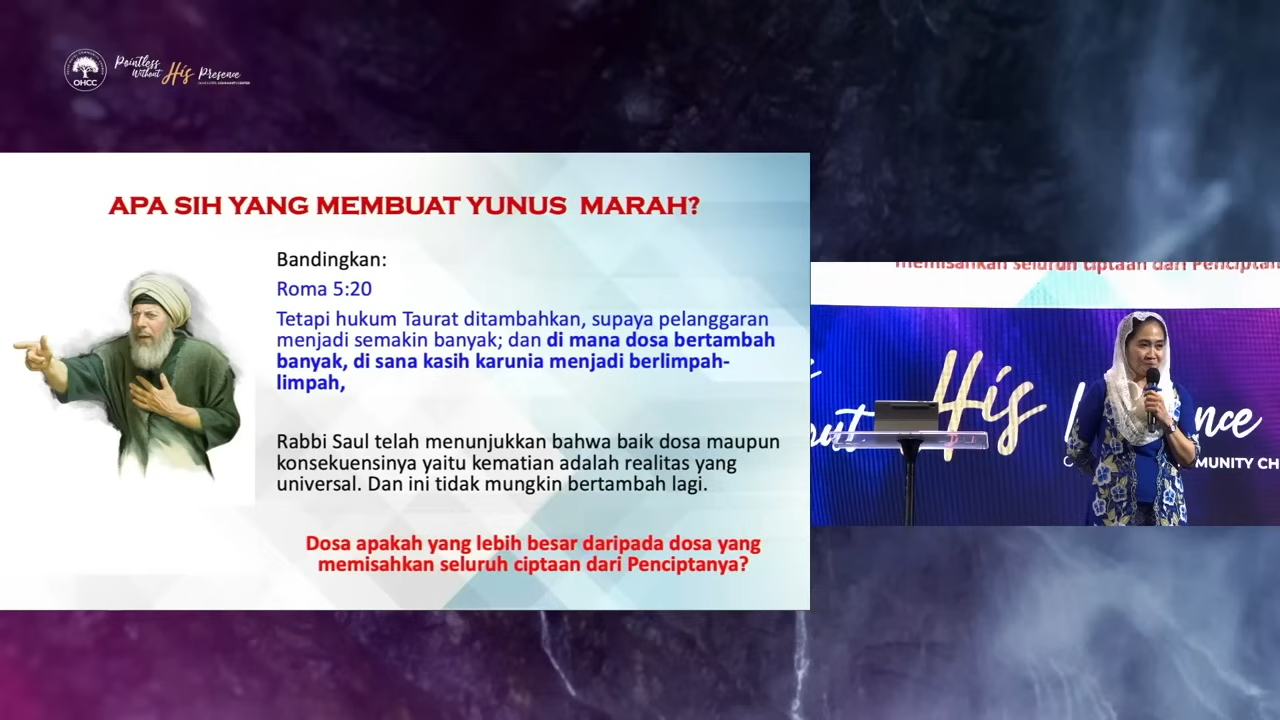 OHCC
Pointless
Without His Presence
APA SIH YANG MEMBUAT YUNUS MARAH?
Bandingkan:
Roma 5:20
Tetapi hukum Taurat ditambahkan, supaya pelanggaran
menjadi semakin banyak; dan di mana dosa bertambah
banyak, di sana kasih karunia menjadi berlimpah-
limpah,
Rabbi Saul telah menunjukkan bahwa baik dosa maupun
konsekuensinya yaitu kematian adalah realitas yang
universal. Dan ini tidak mungkin bertambah lagi.
Dosa apakah yang lebih besar daripada dosa yang
memisahkan seluruh ciptaan dari Penciptanya?
memisahkan seluruh ciptaan dari Penciptan
His
nce
MUNITY CH